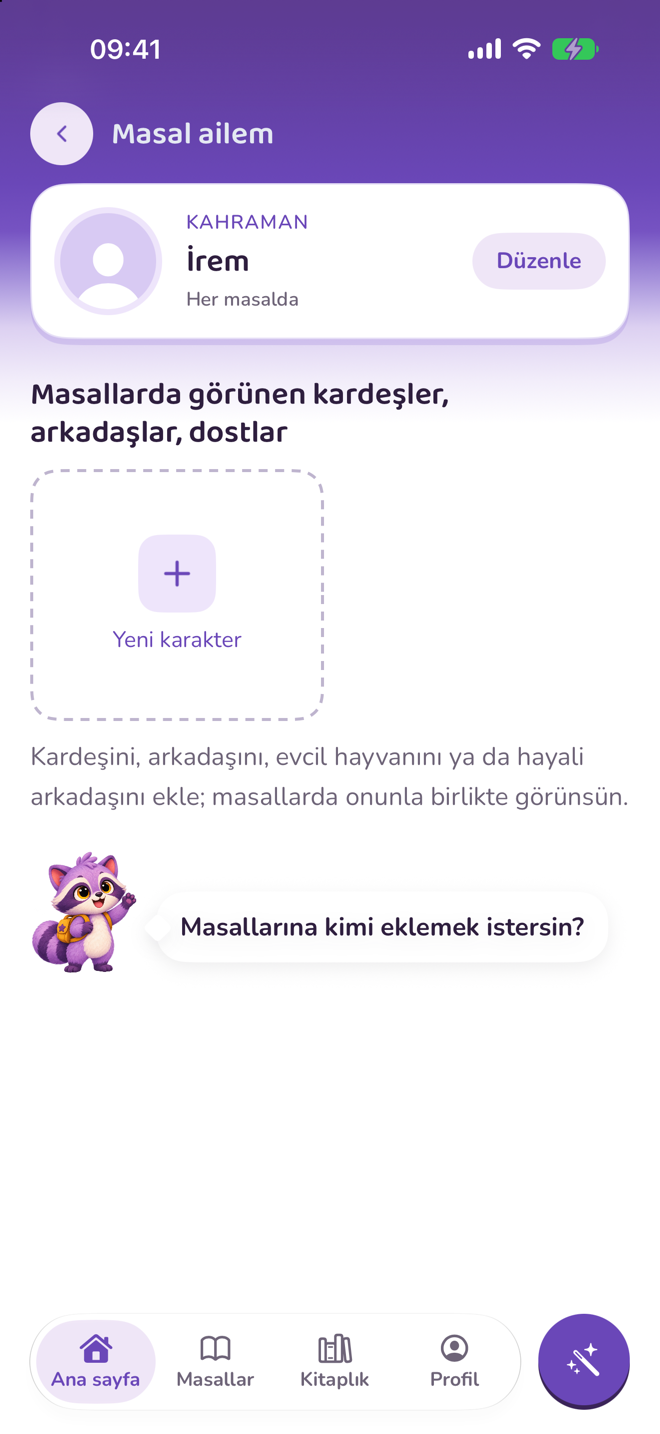 09:41
Masal ailem
KAHRAMAN
İrem
Her masalda
Düzenle
Masallarda görünen kardeşler,
arkadaşlar, dostlar
Yeni karakter
Kardeşini, arkadaşını, evcil hayvanını ya da hayali
arkadaşını ekle; masallarda onunla birlikte görünsün.
Masallarına kimi eklemek istersin?
Ana sayfa
Masallar
Kitaplık
Profil